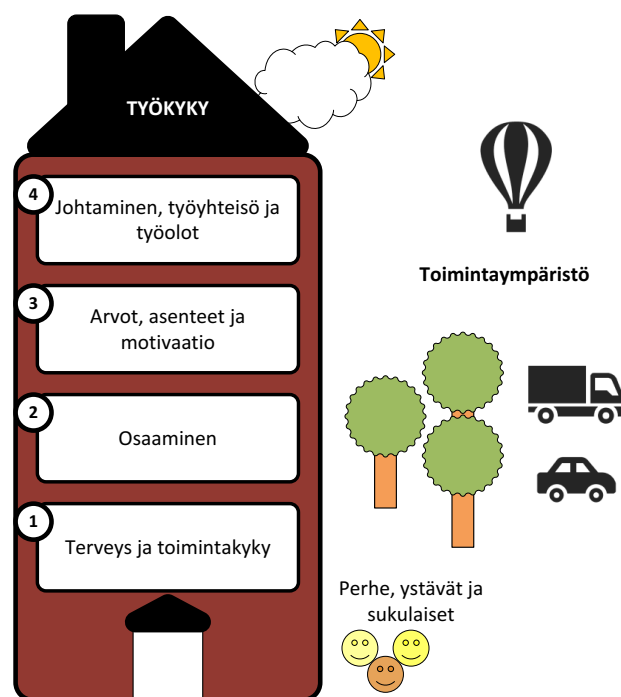 TYÖKYKY
4
Johtaminen, työyhteisö ja
työolot
3
Arvot, asenteet ja
motivaatio
2
Osaaminen
1
Terveys ja toimintakyky
Toimintaympäristö
Perhe, ystävät ja
sukulaiset